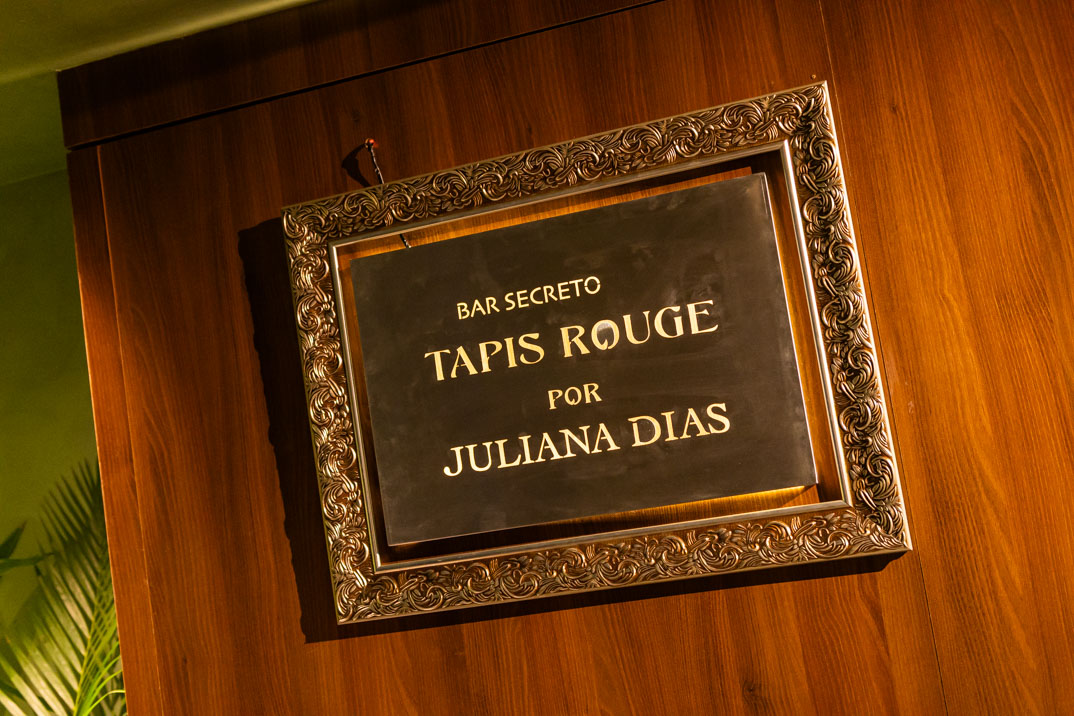 BAR SECRETO
TAPIS ROUGE
POR
JULIANA DIAS